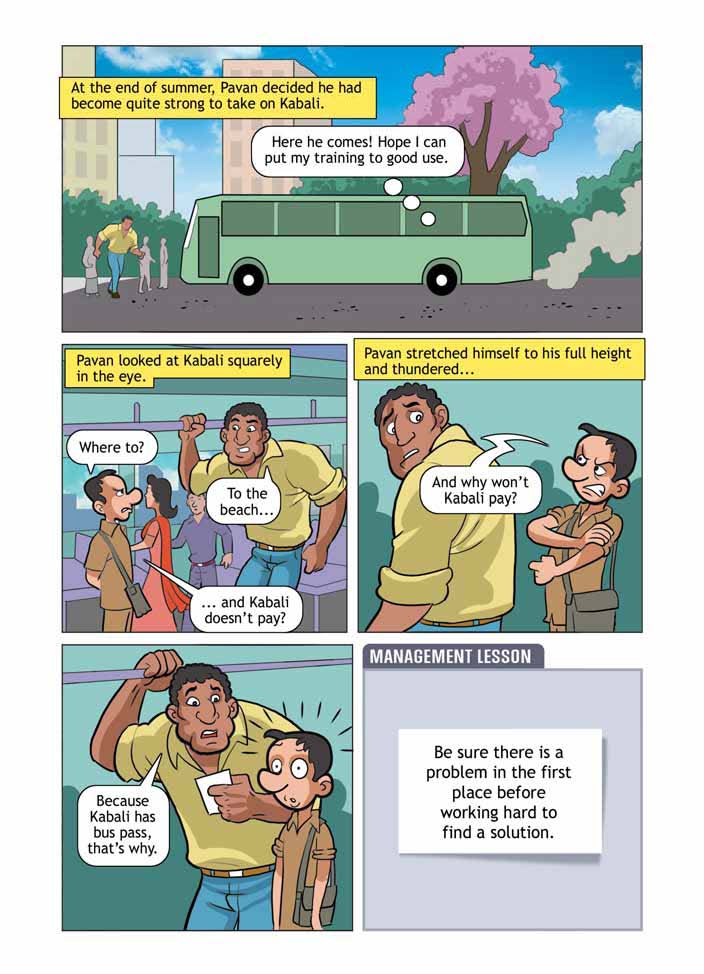 At the end of summer, Pavan decided he had
become quite strong to take on Kabali.
Here he comes! Hope I can
put my training to good use.
Pavan looked at Kabali squarely
in the eye.
Where to?
To the
beach...
... and Kabali
doesn't pay?
Pavan stretched himself to his full height
and thundered...
And why won't
Kabali pay?
Because
Kabali has
bus pass,
that's why.
MANAGEMENT LESSON
Be sure there is a
problem in the first
place before
working hard to
find a solution.